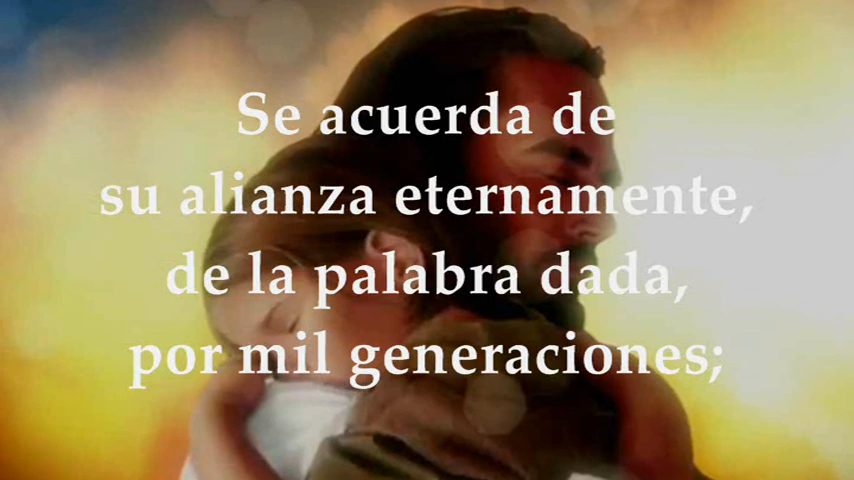 Se acuerda de
su alianza eternamente,
de la palabra dada,
por mil generaciones;